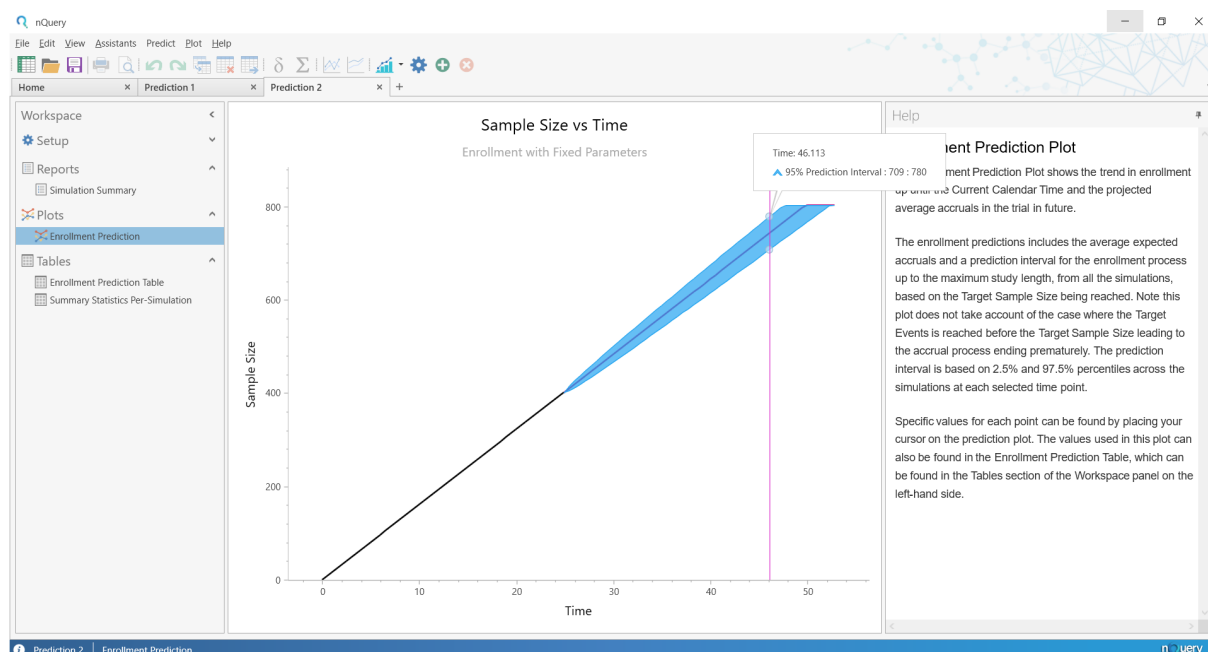 nQuery
File Edit View Assistants Predict Plot Help
Home × Prediction 1 × Prediction 2 × +
Workspace
Setup
Reports
Simulation Summary
Plots
Enrollment Prediction
Tables
Enrollment Prediction Table
Summary Statistics Per-Simulation
Sample Size vs Time
Enrollment with Fixed Parameters
Time: 46.113
95% Prediction Interval : 709 : 780
Sample Size
800
600
400
200
0
0 10 20 30 40 50
Time
Help
ment Prediction Plot
ment Prediction Plot shows the trend in enrollment
up until the Current Calendar Time and the projected
average accruals in the trial in future.
The enrollment predictions includes the average expected
accruals and a prediction interval for the enrollment process
up to the maximum study length, from all the simulations,
based on the Target Sample Size being reached. Note this
plot does not take account of the case where the Target
Events is reached before the Target Sample Size leading to
the accrual process ending prematurely. The prediction
interval is based on 2.5% and 97.5% percentiles across the
simulations at each selected time point.
Specific values for each point can be found by placing your
cursor on the prediction plot. The values used in this plot can
also be found in the Enrollment Prediction Table, which can
be found in the Tables section of the Workspace panel on the
left-hand side.
Prediction 2 | Enrollment Prediction
nQuery